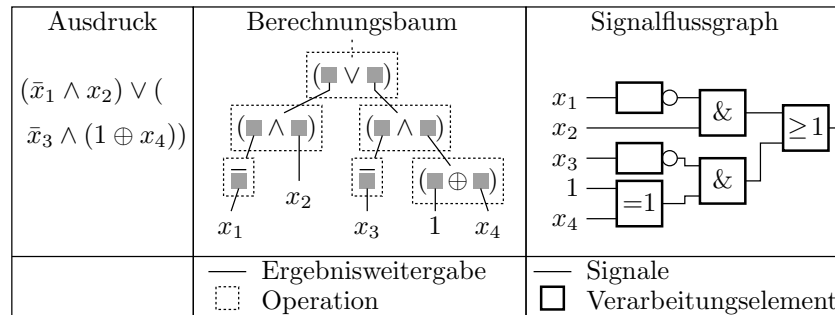 Ausdruck
Berechnungsbaum
Signalflussgraph
(x̄₁ ∧ x₂) ∨ (
x̄₃ ∧ (1 ⊕ x₄))
( ∨ )
( ∧ ) ( ∧ )
( ⊕ )
x₁ x₂ x₃ 1 x₄
x₁
x₂
x₃
1
x₄
&
&
=1
≥1
Ergebnisweitergabe
Operation
Signale
Verarbeitungselement